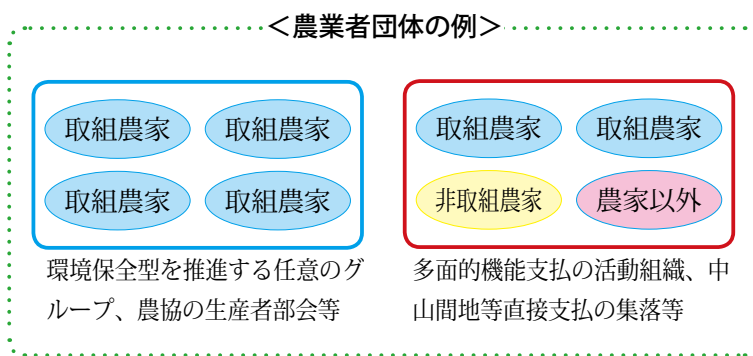 ＜農業者団体の例＞
取組農家 取組農家
取組農家 取組農家
環境保全型を推進する任意のグ
ループ、農協の生産者部会等
取組農家 取組農家
非取組農家 農家以外
多面的機能支払の活動組織、中
山間地等直接支払の集落等